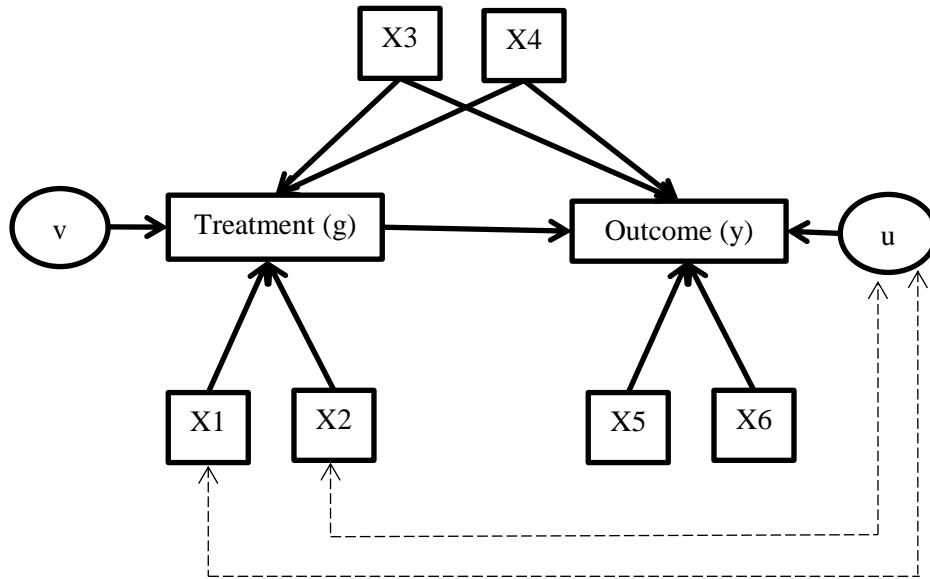 X3
X4
v
Treatment (g)
Outcome (y)
u
X1
X2
X5
X6